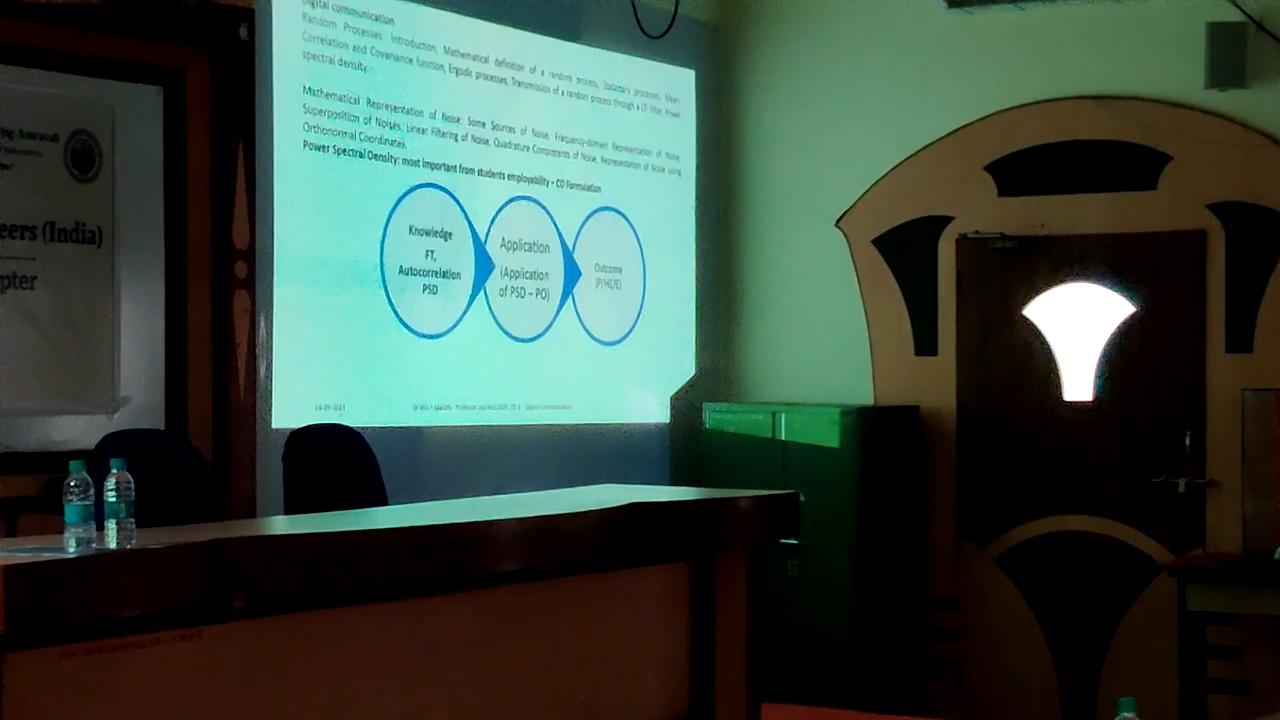 Digital communication
Random Processes: Introduction, Mathematical definition of a random process, Stationary processes, Mean,
Correlation and Covariance function, Ergodic processes, Transmission of a random process through a LTI filter, Power
spectral density.
Mathematical Representation of Noise: Some Sources of Noise, Frequency-domain Representation of Noise,
Superposition of Noises, Linear Filtering of Noise, Quadrature Components of Noise, Representation of Noise using
Orthonormal Coordinates.
Power Spectral Density: most important from students employability – CO Formulation
Knowledge
FT,
Autocorrelation
PSD
Application
(Application
of PSD – PO)
Outcome
(P/HE/E)
Digital Communication
Amravati
eers (India)
pter